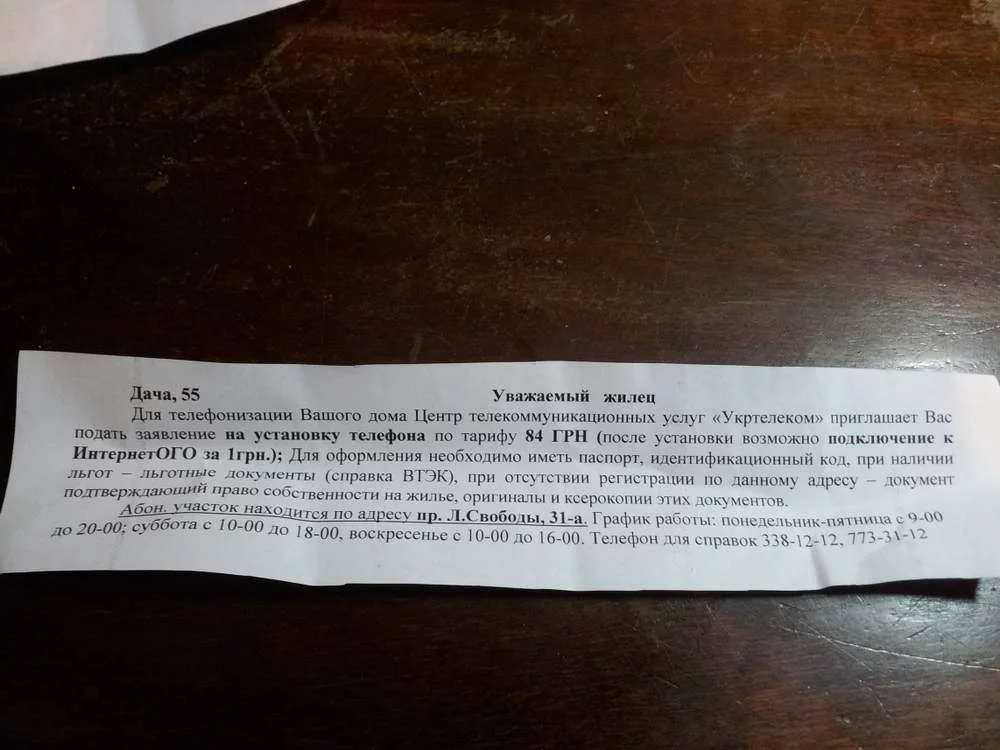 Дача, 55 Уважаемый жилец
Для телефонизации Вашого дома Центр телекоммуникационных услуг «Укртелеком» приглашает Вас
подать заявление на установку телефона по тарифу 84 ГРН (после установки возможно подключение к
ИнтернетОГО за 1грн.); Для оформления необходимо иметь паспорт, идентификационный код, при наличии
льгот – льготные документы (справка ВТЭК), при отсутствии регистрации по данному адресу – документ
подтверждающий право собственности на жилье, оригиналы и ксерокопии этих документов.
Абон. участок находится по адресу пр. Л.Свободы, 31-а. График работы: понедельник-пятница с 9-00
до 20-00; суббота с 10-00 до 18-00, воскресенье с 10-00 до 16-00. Телефон для справок 338-12-12, 773-31-12